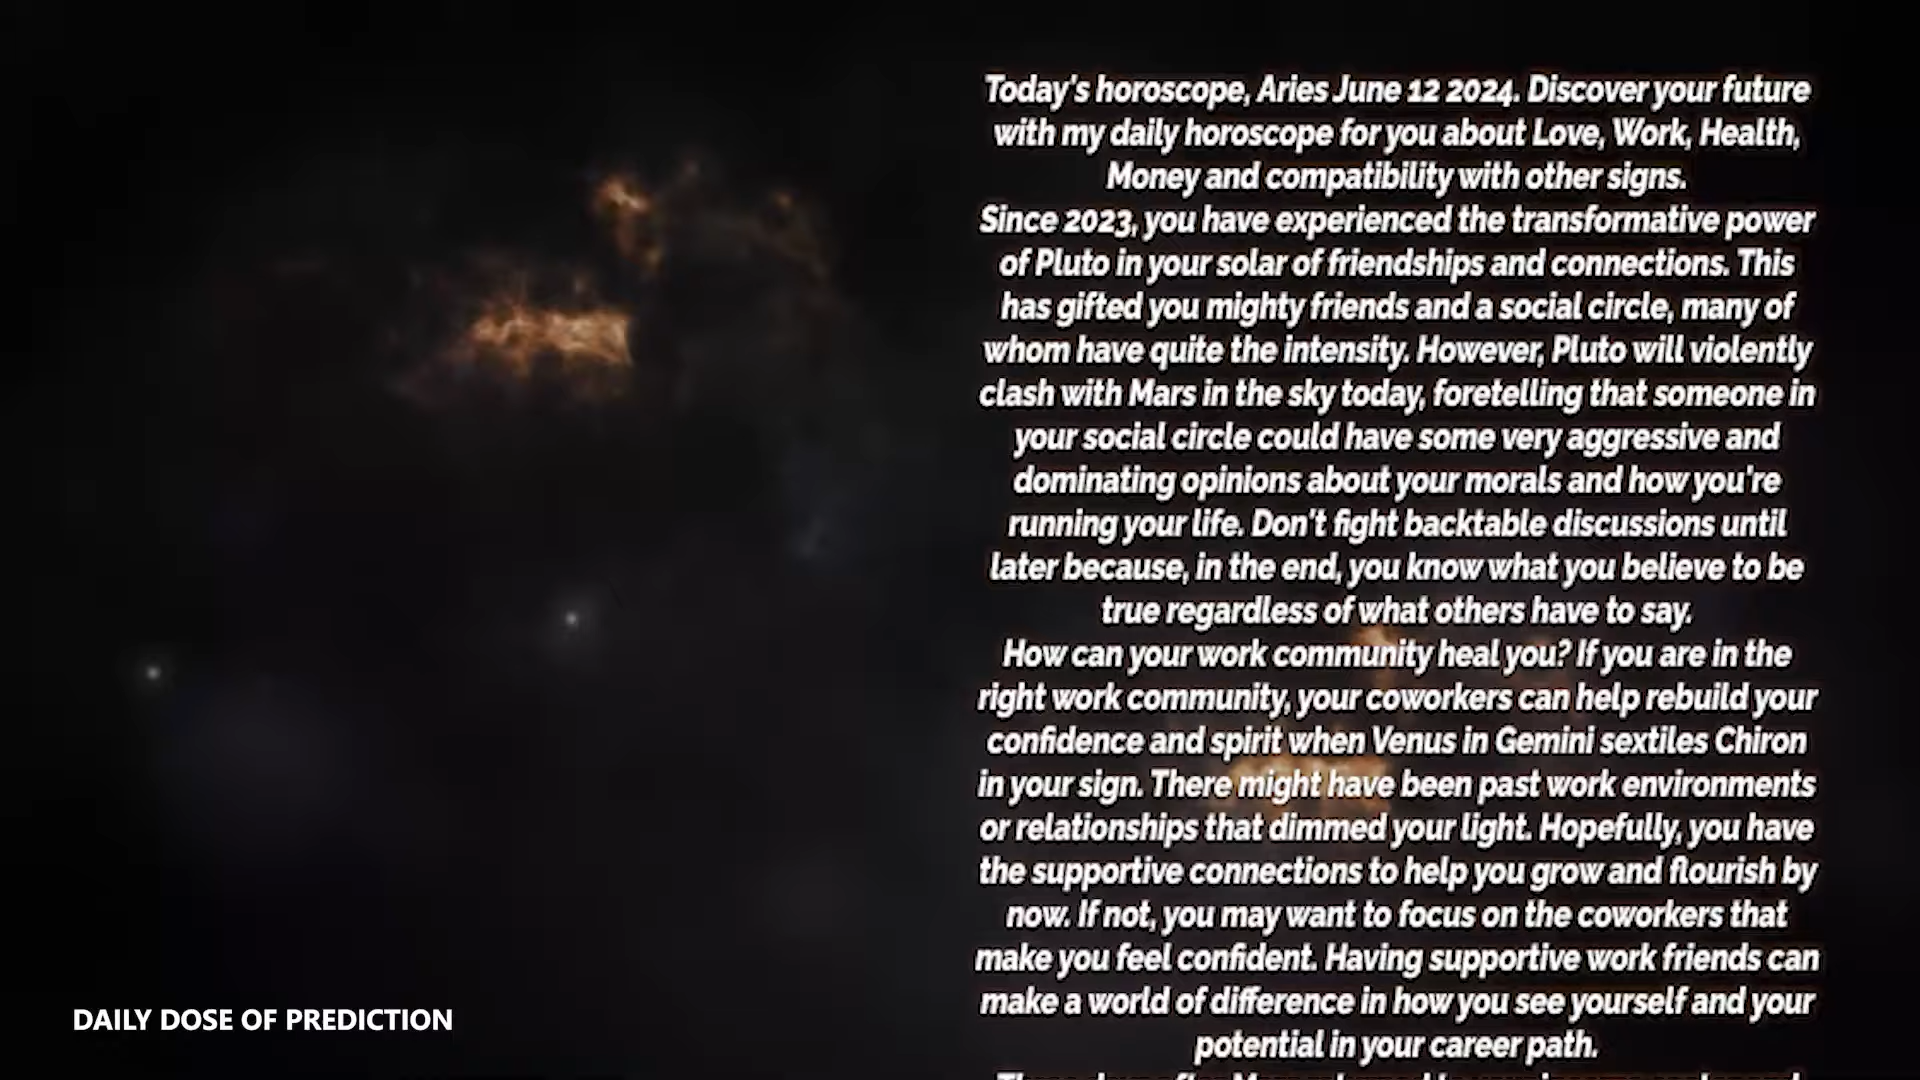 Today's horoscope, Aries June 12 2024. Discover your future
with my daily horoscope for you about Love, Work, Health,
Money and compatibility with other signs.
Since 2023, you have experienced the transformative power
of Pluto in your solar of friendships and connections. This
has gifted you mighty friends and a social circle, many of
whom have quite the intensity. However, Pluto will violently
clash with Mars in the sky today, foretelling that someone in
your social circle could have some very aggressive and
dominating opinions about your morals and how you're
running your life. Don't fight backtable discussions until
later because, in the end, you know what you believe to be
true regardless of what others have to say.
How can your work community heal you? If you are in the
right work community, your coworkers can help rebuild your
confidence and spirit when Venus in Gemini sextiles Chiron
in your sign. There might have been past work environments
or relationships that dimmed your light. Hopefully, you have
the supportive connections to help you grow and flourish by
now. If not, you may want to focus on the coworkers that
make you feel confident. Having supportive work friends can
make a world of difference in how you see yourself and your
potential in your career path.
DAILY DOSE OF PREDICTION